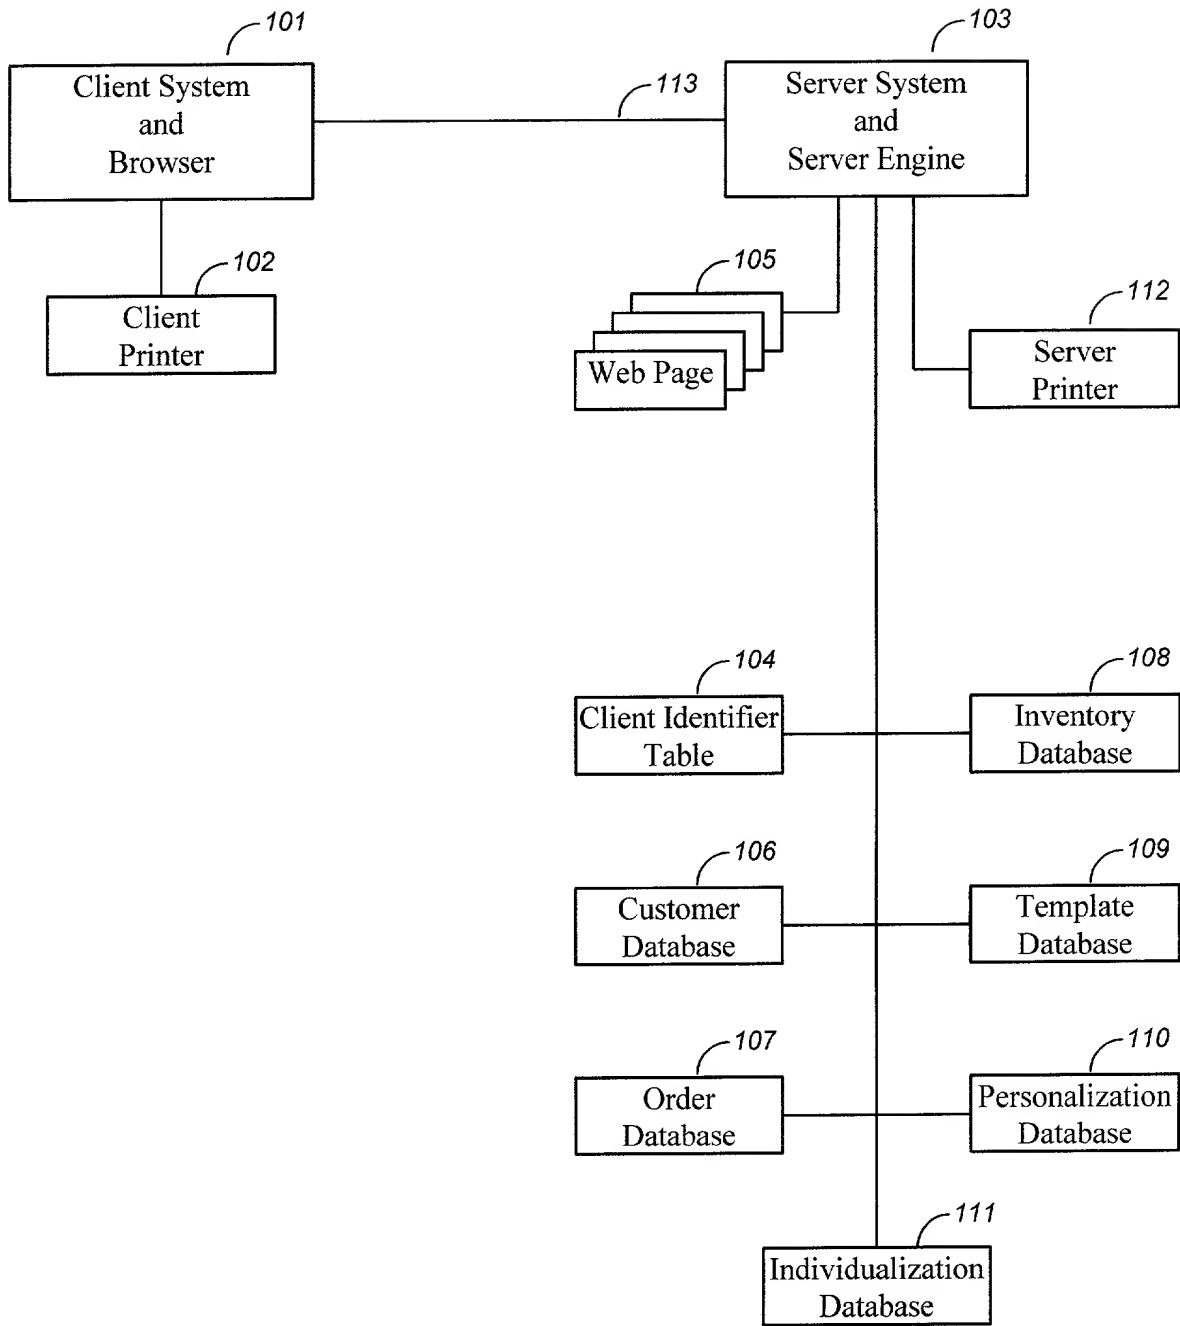 101
Client System
and
Browser
113
103
Server System
and
Server Engine
102
Client
Printer
105
Web Page
112
Server
Printer
104
Client Identifier
Table
108
Inventory
Database
106
Customer
Database
109
Template
Database
107
Order
Database
110
Personalization
Database
111
Individualization
Database